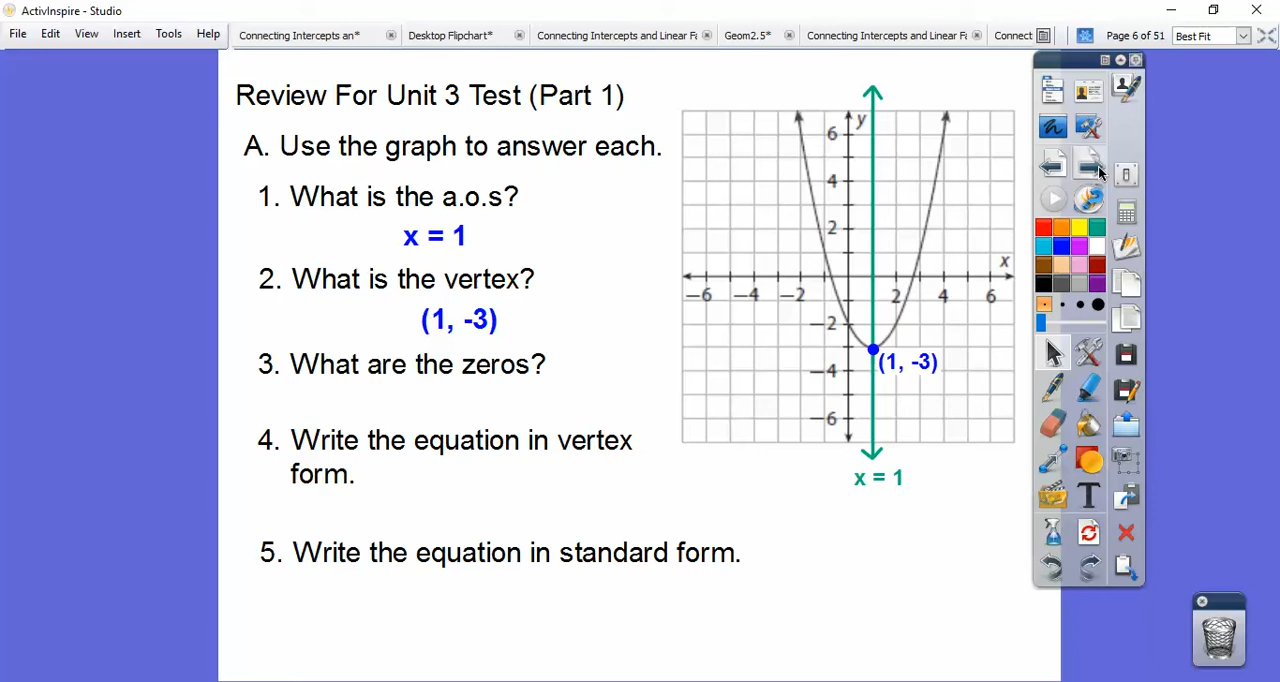 ActivInspire - Studio
File Edit View Insert Tools Help
Connecting Intercepts an* Desktop Flipchart* Connecting Intercepts and Linear Fu Geom2.5* Connecting Intercepts and Linear Fa Connect Page 6 of 51 Best Fit
Review For Unit 3 Test (Part 1)
A. Use the graph to answer each.
1. What is the a.o.s?
x = 1
2. What is the vertex?
(1, -3)
3. What are the zeros?
4. Write the equation in vertex
form.
5. Write the equation in standard form.
y
6
4
2
x
−6 −4 −2 2 4 6
−2
(1, -3)
−4
−6
x = 1
T